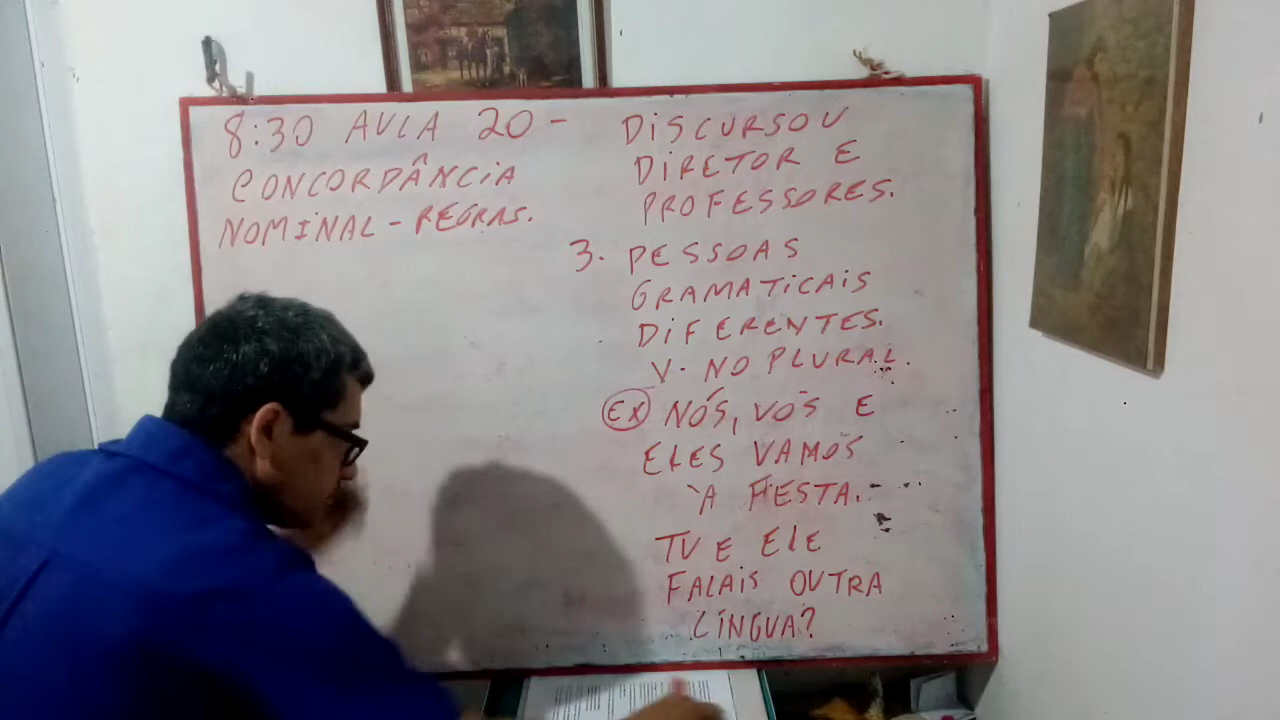 8:30 AULA 20 -
CONCORDÂNCIA
NOMINAL - REGRAS.
DISCURSOU
DIRETOR E
PROFESSORES.
3. PESSOAS
GRAMATICAIS
DIFERENTES.
V. NO PLURAL.
EX NÓS, VÓS E
ELES VAMOS
À FESTA.
TU E ELE
FALAIS OUTRA
LÍNGUA?